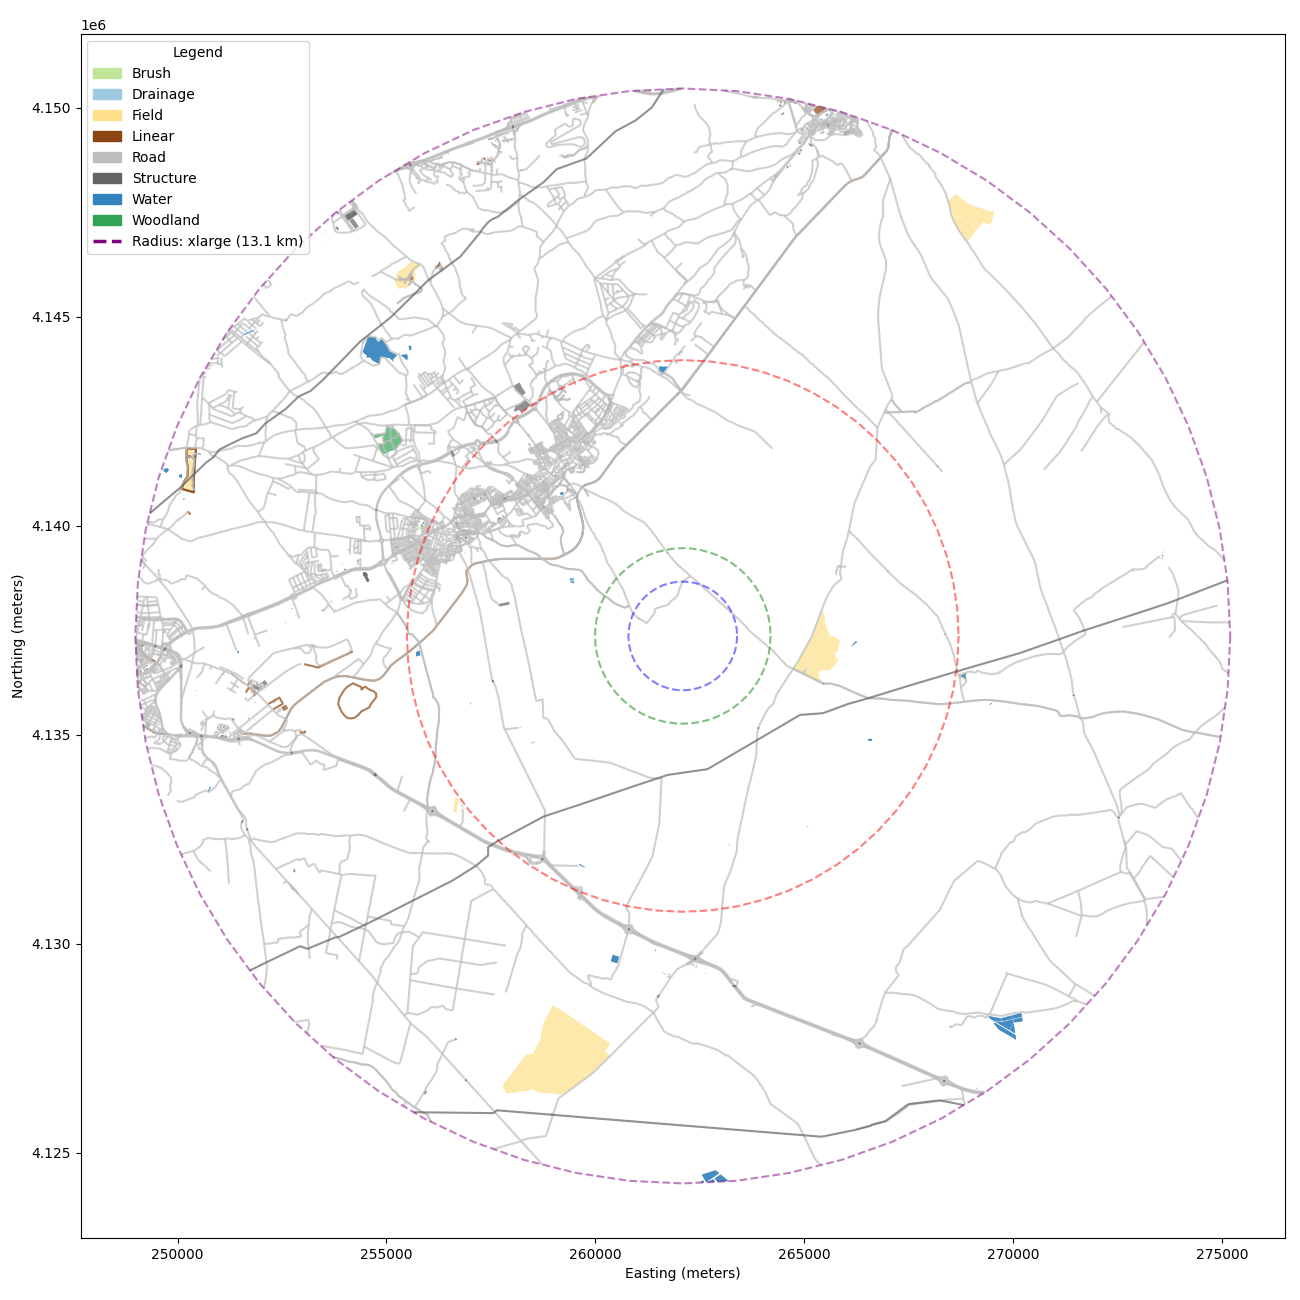 1e6
Legend
Brush
Drainage
Field
Linear
Road
Structure
Water
Woodland
Radius: xlarge (13.1 km)
4.150
4.145
4.140
4.135
4.130
4.125
Northing (meters)
250000 255000 260000 265000 270000 275000
Easting (meters)